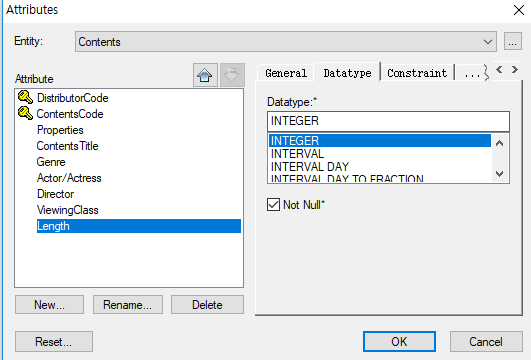 Attributes
Entity: Contents ...
Attribute
DistributorCode
ContentsCode
Properties
ContentsTitle
Genre
Actor/Actress
Director
ViewingClass
Length
New... Rename... Delete
General Datatype Constraint ...
Datatype:*
INTEGER
INTEGER
INTERVAL
INTERVAL DAY
INTERVAL DAY TO FRACTION
Not Null*
Reset... OK Cancel